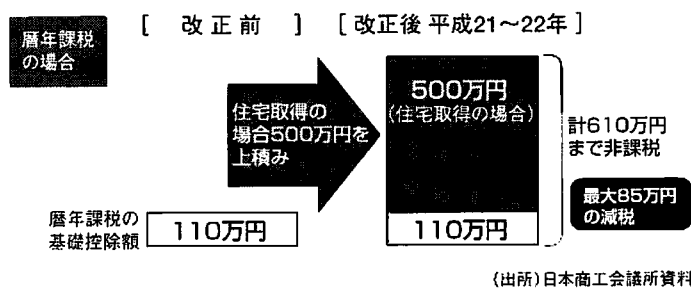 暦年課税
の場合
[ 改正前 ]
[ 改正後 平成21～22年 ]
住宅取得の
場合500万円を
上積み
500万円
(住宅取得の場合)
計610万円
まで非課税
最大85万円
の減税
暦年課税の
基礎控除額
110万円
110万円
(出所)日本商工会議所資料